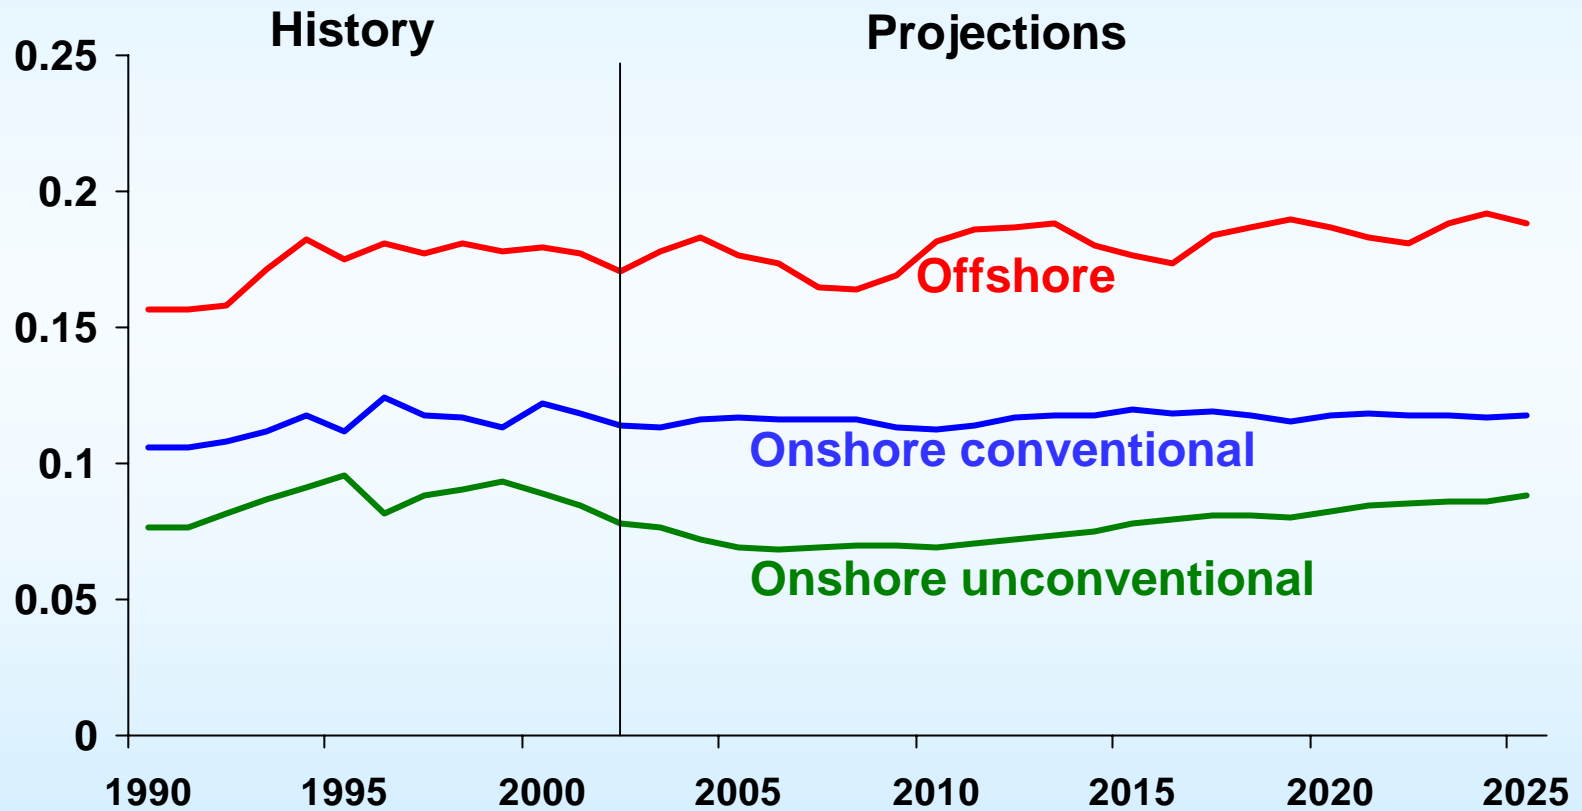 History
Projections
0.25
0.2
0.15
0.1
0.05
0
Offshore
Onshore conventional
Onshore unconventional
1990 1995 2000 2005 2010 2015 2020 2025